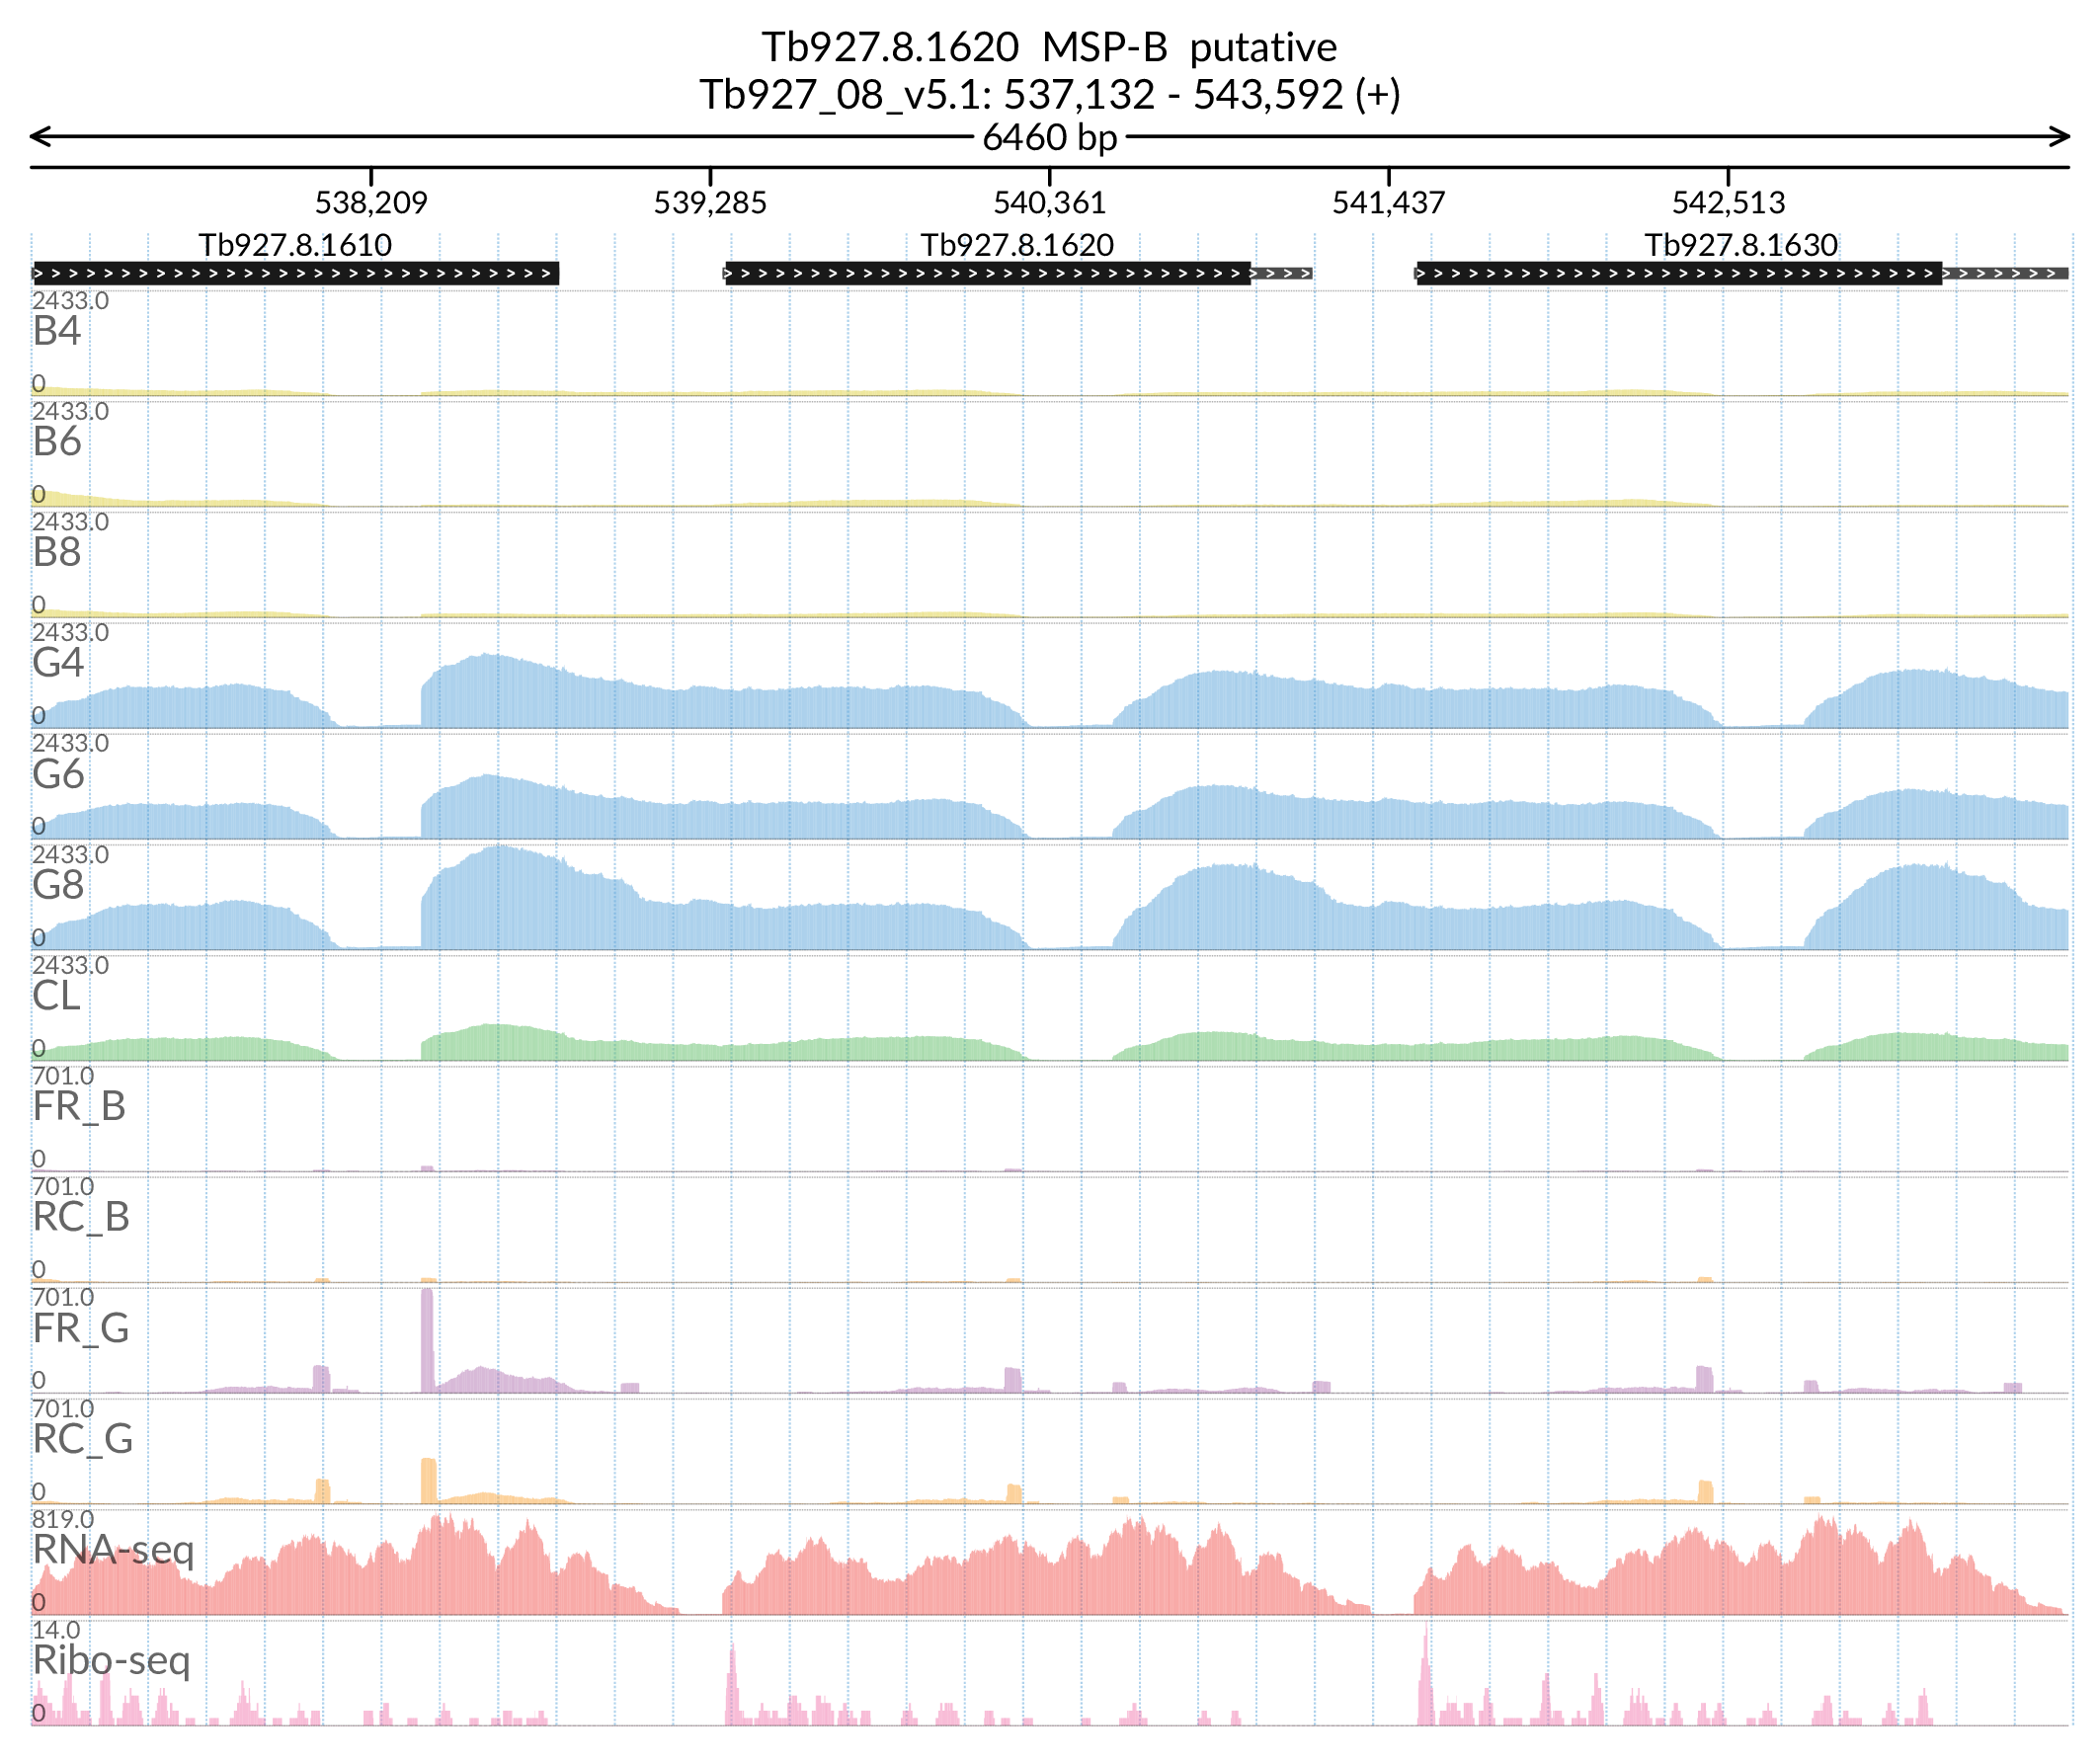 Tb927.8.1620 MSP-B putative
Tb927_08_v5.1: 537,132 - 543,592 (+)
6460 bp
538,209 539,285 540,361 541,437 542,513
Tb927.8.1610 Tb927.8.1620 Tb927.8.1630
2433.0
B4
0
2433.0
B6
0
2433.0
B8
0
2433.0
G4
0
2433.0
G6
0
2433.0
G8
0
2433.0
CL
0
701.0
FR_B
0
701.0
RC_B
0
701.0
FR_G
0
701.0
RC_G
0
819.0
RNA-seq
0
14.0
Ribo-seq
0